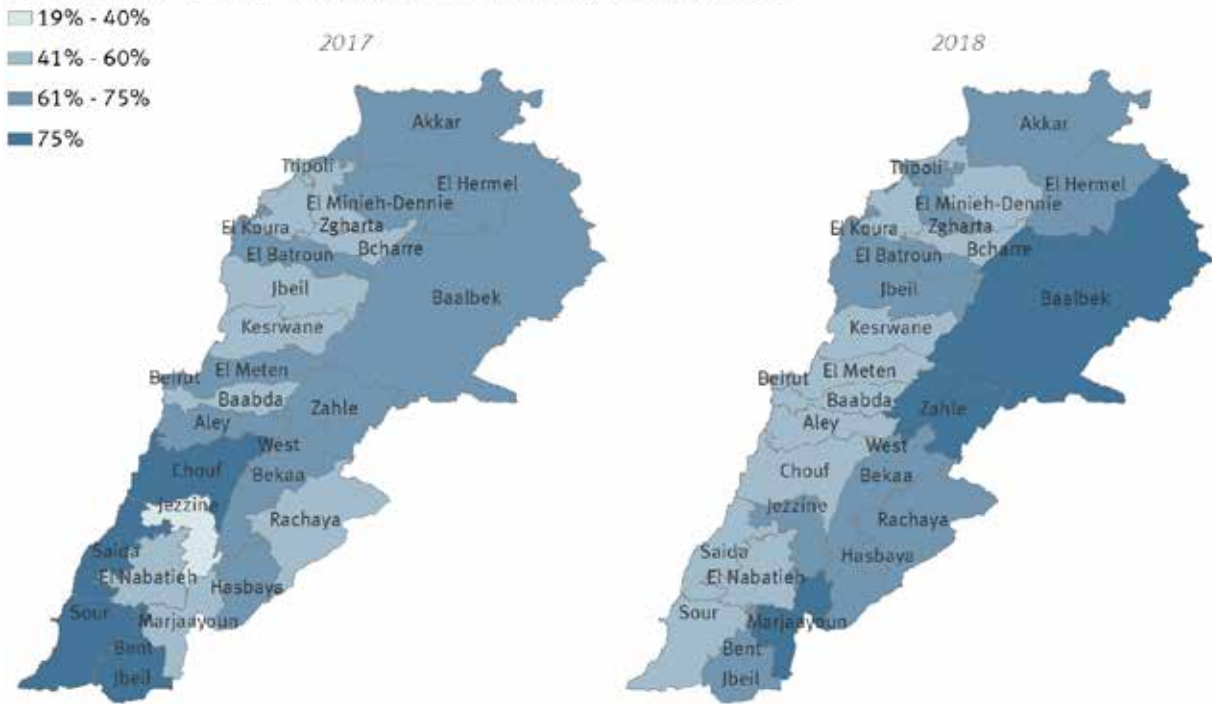 19% - 40%
41% - 60%
61% - 75%
75%
2017
Akkar
Tripoli
El Hermel
El Minieh-Dennie
Zgharta
El Koura
Bcharre
El Batroun
Jbeil
Baalbek
Kesrwane
El Meten
Beirut
Baabda
Zahle
Aley
West
Bekaa
Chouf
Jezzine
Rachaya
Saida
El Nabatieh
Hasbaya
Sour
Marjaayoun
Bent
Jbeil
2018
Akkar
Tripoli
El Hermel
El Minieh-Dennie
Zgharta
El Koura
Bcharre
El Batroun
Jbeil
Baalbek
Kesrwane
El Meten
Beirut
Baabda
Zahle
Aley
West
Bekaa
Chouf
Jezzine
Rachaya
Hasbaya
Saida
El Nabatieh
Sour
Marjaayoun
Bent
Jbeil